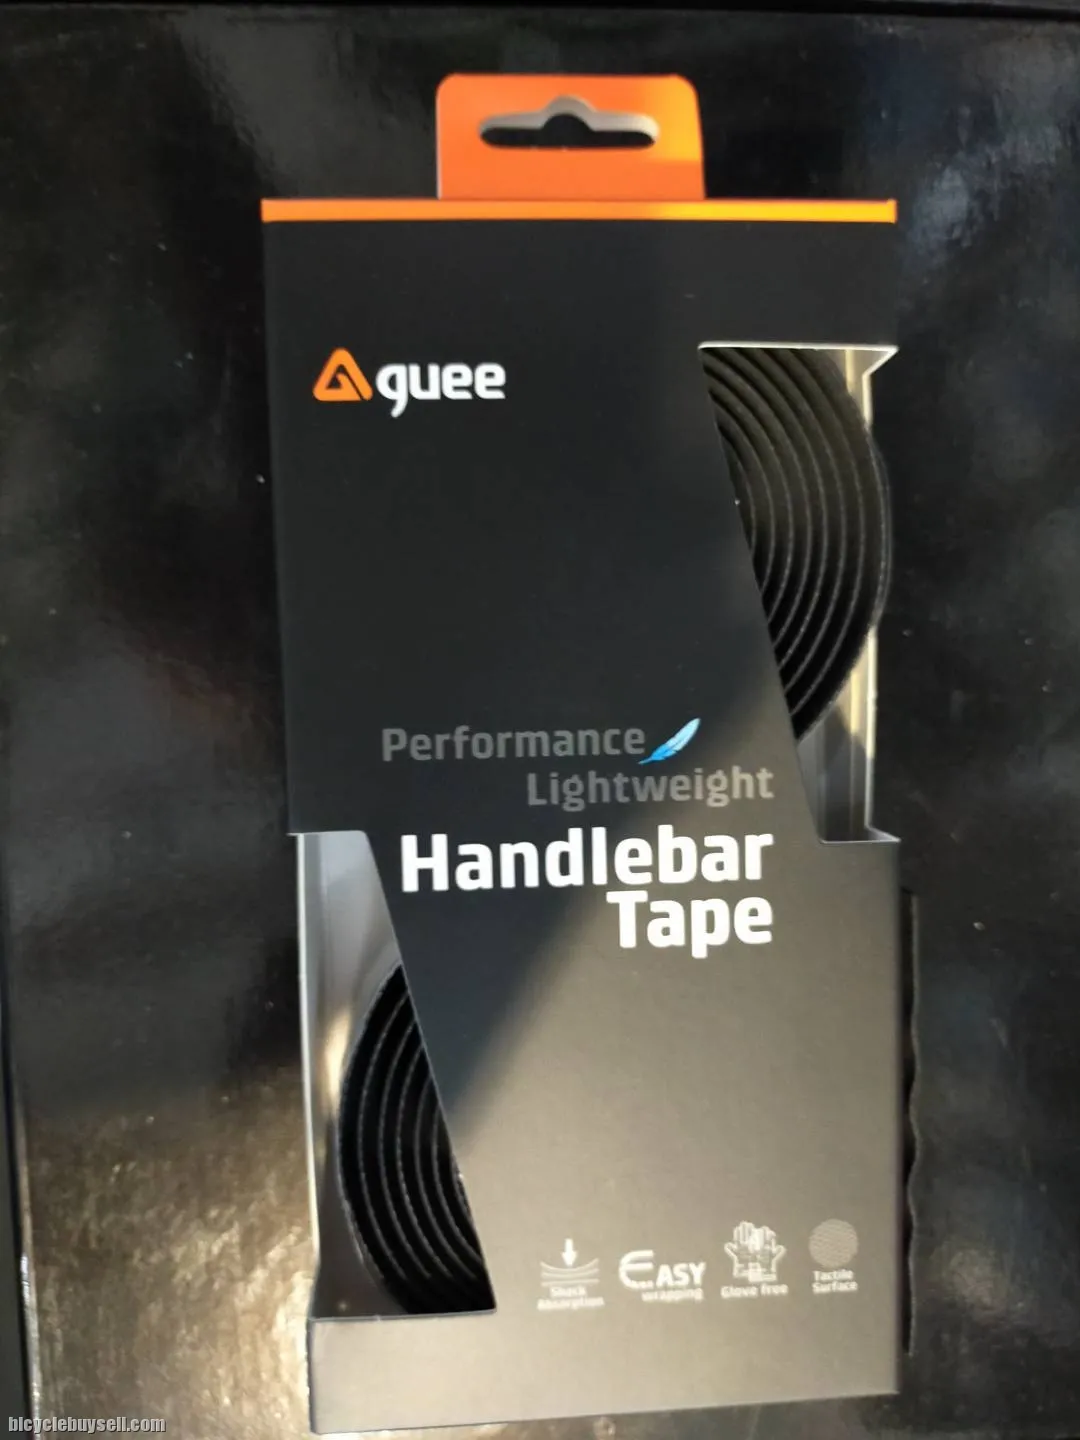 guee
Performance
Lightweight
Handlebar
Tape
Shock
Absorption
EASY
wrapping
Glove free
Tactile
Surface
bicyclebuysell.com